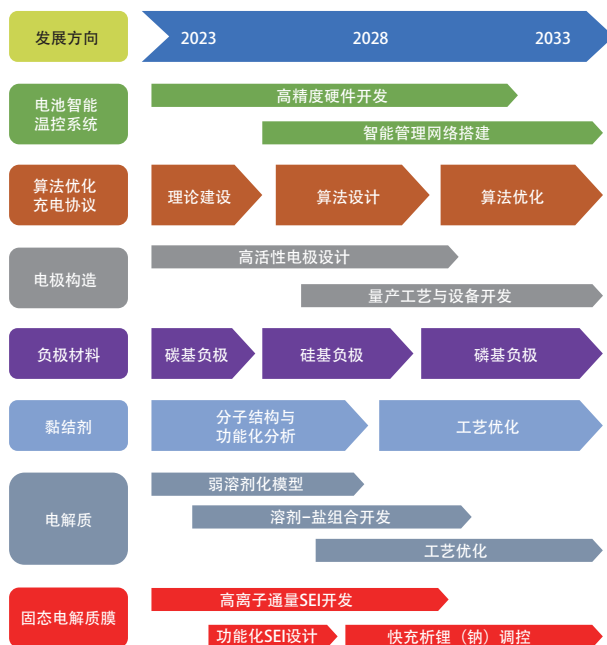 发展方向
2023
2028
2033
电池智能
温控系统
高精度硬件开发
智能管理网络搭建
算法优化
充电协议
理论建设
算法设计
算法优化
电极构造
高活性电极设计
量产工艺与设备开发
负极材料
碳基负极
硅基负极
磷基负极
黏结剂
分子结构与
功能化分析
工艺优化
电解质
弱溶剂化模型
溶剂–盐组合开发
工艺优化
固态电解质膜
高离子通量SEI开发
功能化SEI设计
快充析锂（钠）调控